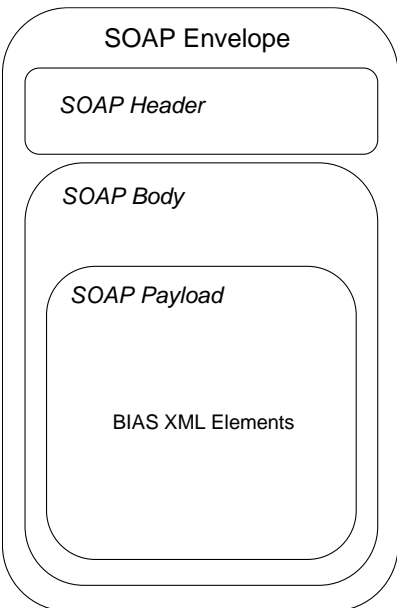 SOAP Envelope
SOAP Header
SOAP Body
SOAP Payload
BIAS XML Elements